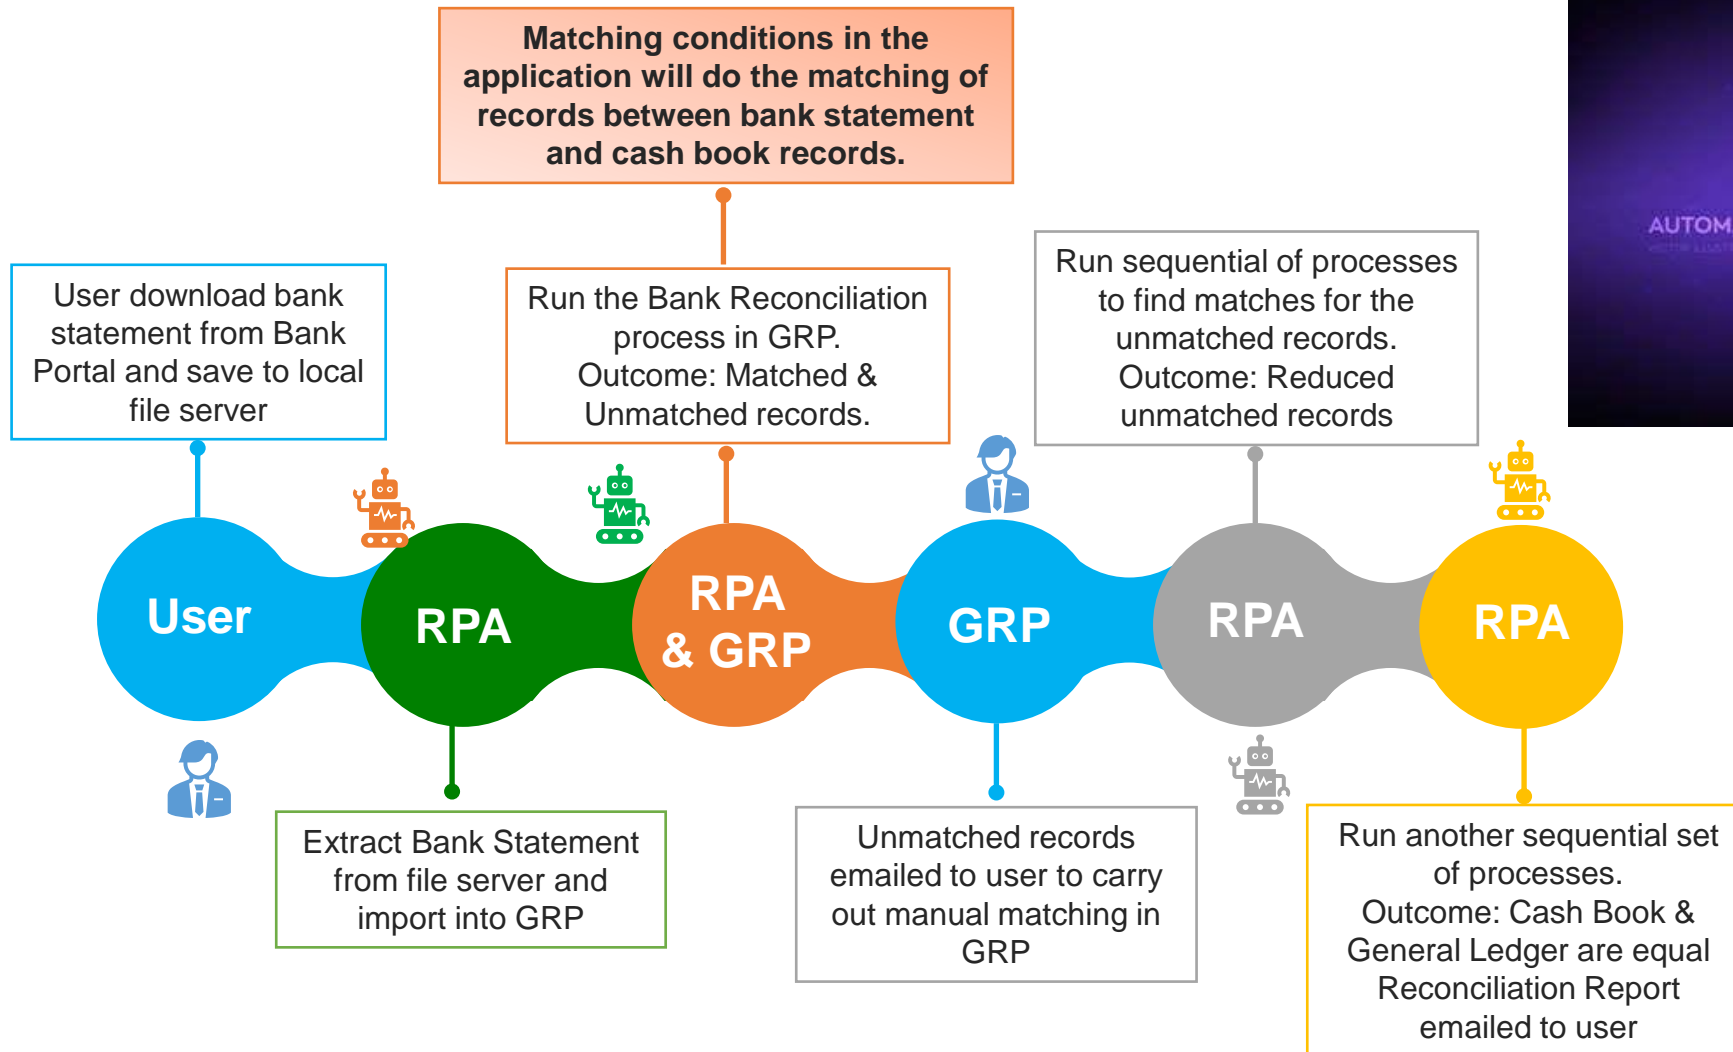 Matching conditions in the
application will do the matching of
records between bank statement
and cash book records.
AUTOM
User download bank
statement from Bank
Portal and save to local
file server
Run the Bank Reconciliation
process in GRP.
Outcome: Matched &
Unmatched records.
Run sequential of processes
to find matches for the
unmatched records.
Outcome: Reduced
unmatched records
User
RPA
RPA
& GRP
GRP
RPA
RPA
Extract Bank Statement
from file server and
import into GRP
Unmatched records
emailed to user to carry
out manual matching in
GRP
Run another sequential set
of processes.
Outcome: Cash Book &
General Ledger are equal
Reconciliation Report
emailed to user